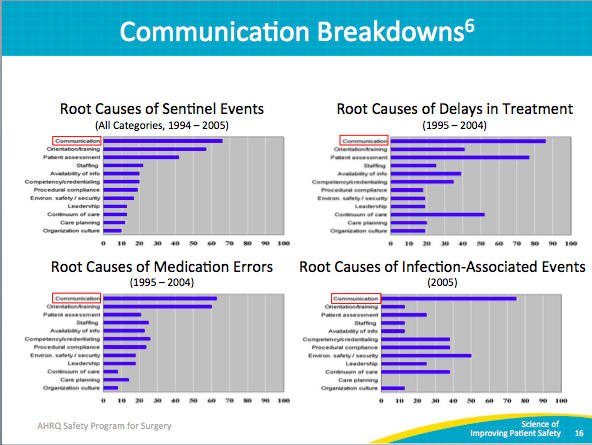 Communication Breakdowns6
Root Causes of Sentinel Events
(All Categories, 1994 – 2005)
Communication
Orientation/training
Patient assessment
Staffing
Availability of info
Competency/credentialing
Procedural compliance
Environ. safety / security
Leadership
Continuum of care
Care planning
Organization culture
0 10 20 30 40 50 60 70 80 90 100
Root Causes of Delays in Treatment
(1995 – 2004)
Communication
Orientation/training
Patient assessment
Staffing
Availability of info
Competency/credentialing
Procedural compliance
Environ. safety / security
Leadership
Continuum of care
Care planning
Organization culture
0 10 20 30 40 50 60 70 80 90 100
Root Causes of Medication Errors
(1995 – 2004)
Communication
Orientation/training
Patient assessment
Staffing
Availability of info
Competency/credentialing
Procedural compliance
Environ. safety / security
Leadership
Continuum of care
Care planning
Organization culture
0 10 20 30 40 50 60 70 80 90 100
Root Causes of Infection-Associated Events
(2005)
Communication
Orientation/training
Patient assessment
Staffing
Availability of info
Competency/credentialing
Procedural compliance
Environ. safety / security
Leadership
Continuum of care
Care planning
Organization culture
0 10 20 30 40 50 60 70 80 90 100
AHRQ Safety Program for Surgery
Science of
Improving Patient Safety 16